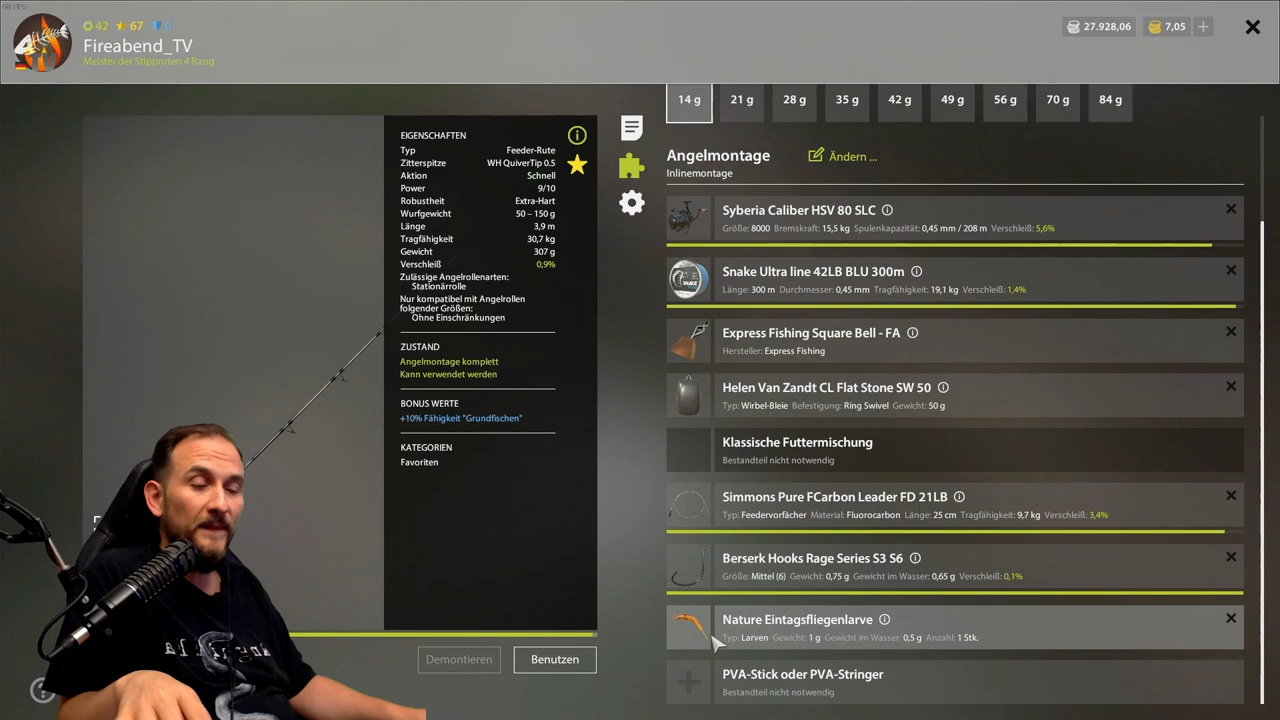 42 67 0
Fireabend_TV
Meister der Stippruten 4 Rang
27.928,06 7,05 +
14 g 21 g 28 g 35 g 42 g 49 g 56 g 70 g 84 g
EIGENSCHAFTEN
Typ Feeder-Rute
Zitterspitze WH QuiverTip 0.5
Aktion Schnell
Power 9/10
Robustheit Extra-Hart
Wurfgewicht 50 – 150 g
Länge 3,9 m
Tragfähigkeit 30,7 kg
Gewicht 307 g
Verschleiß 0,9%
Zulässige Angelrollenarten:
Stationärrolle
Nur kompatibel mit Angelrollen
folgender Größen:
Ohne Einschränkungen
ZUSTAND
Angelmontage komplett
Kann verwendet werden
BONUS WERTE
+10% Fähigkeit "Grundfischen"
KATEGORIEN
Favoriten
Demontieren Benutzen
Angelmontage Ändern ...
Inlinemontage
Syberia Caliber HSV 80 SLC
Größe: 8000 Bremskraft: 15,5 kg Spulenkapazität: 0,45 mm / 208 m Verschleiß: 5,6%
Snake Ultra line 42LB BLU 300m
Länge: 300 m Durchmesser: 0,45 mm Tragfähigkeit: 19,1 kg Verschleiß: 1,4%
Express Fishing Square Bell - FA
Hersteller: Express Fishing
Helen Van Zandt CL Flat Stone SW 50
Typ: Wirbel-Bleie Befestigung: Ring Swivel Gewicht: 50 g
Klassische Futtermischung
Bestandteil nicht notwendig
Simmons Pure FCarbon Leader FD 21LB
Typ: Feedervorfächer Material: Fluorocarbon Länge: 25 cm Tragfähigkeit: 9,7 kg Verschleiß: 3,4%
Berserk Hooks Rage Series S3 S6
Größe: Mittel (6) Gewicht: 0,75 g Gewicht im Wasser: 0,65 g Verschleiß: 0,1%
Nature Eintagsfliegenlarve
Typ: Larven Gewicht: 1 g Gewicht im Wasser: 0,5 g Anzahl: 1 Stk.
PVA-Stick oder PVA-Stringer
Bestandteil nicht notwendig